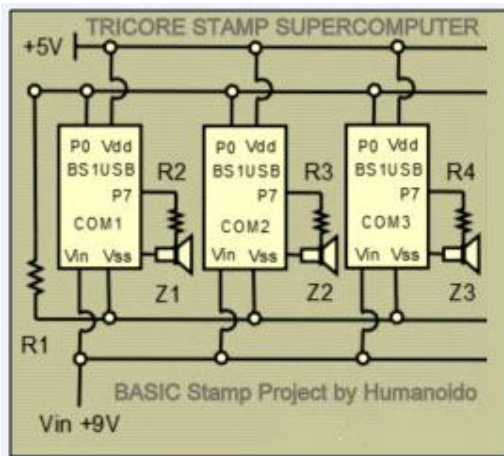 TRICORE STAMP SUPERCOMPUTER
+5V
P0 Vdd
BS1USB
P7
COM1
Vin Vss
R2
Z1
P0 Vdd
BS1USB
P7
COM2
Vin Vss
R3
Z2
P0 Vdd
BS1USB
P7
COM3
Vin Vss
R4
Z3
R1
BASIC Stamp Project by Humanoido
Vin +9V